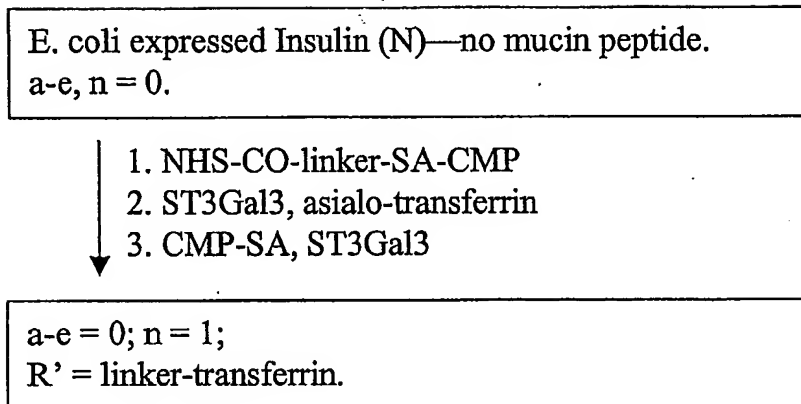 E. coli expressed Insulin (N)—no mucin peptide.
a-e, n = 0.
1. NHS-CO-linker-SA-CMP
2. ST3Gal3, asialo-transferrin
3. CMP-SA, ST3Gal3
a-e = 0; n = 1;
R’ = linker-transferrin.